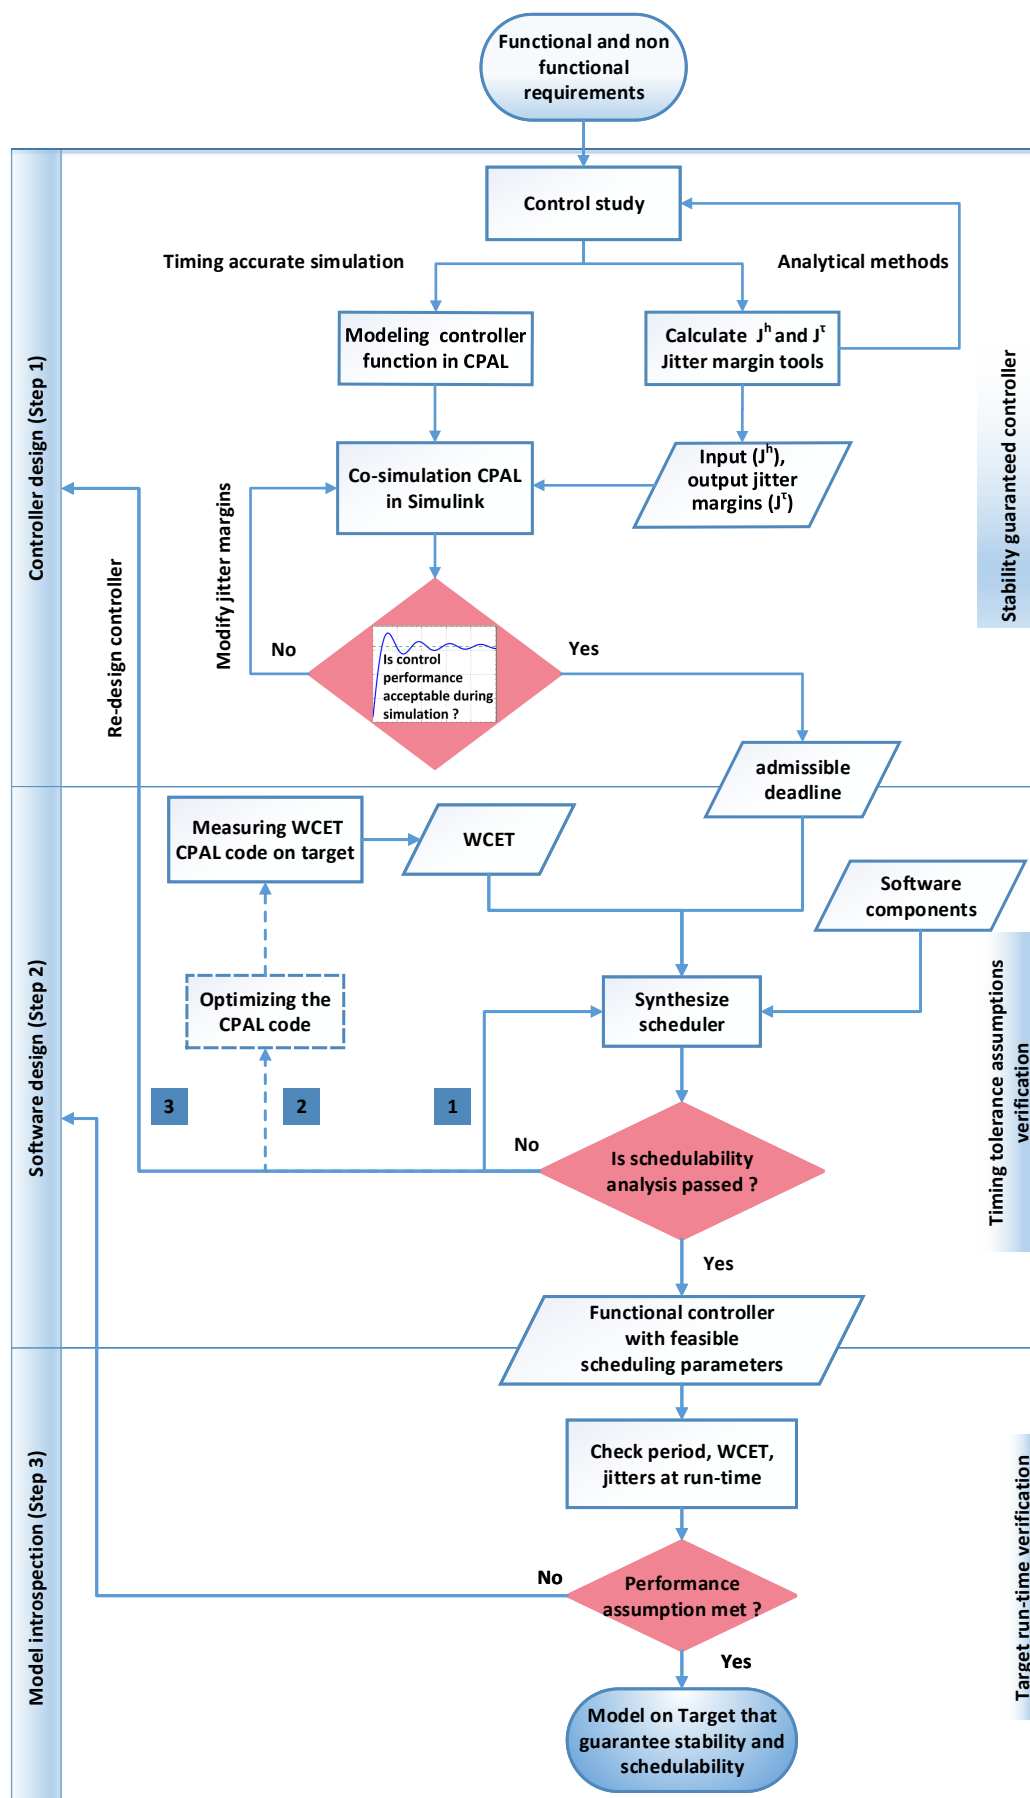 Functional and non
functional
requirements
Controller design (Step 1)
Control study
Timing accurate simulation
Analytical methods
Modeling controller
function in CPAL
Calculate J^h and J^τ
Jitter margin tools
Co-simulation CPAL
in Simulink
Input (J^h),
output jitter
margins (J^τ)
Stability guaranteed controller
Modify jitter margins
Re-design controller
No
Is control
performance
acceptable during
simulation ?
Yes
admissible
deadline
Software design (Step 2)
Measuring WCET
CPAL code on target
WCET
Software
components
Optimizing the
CPAL code
Synthesize
scheduler
Timing tolerance assumptions
verification
3
2
1
No
Is schedulability
analysis passed ?
Yes
Functional controller
with feasible
scheduling parameters
Model introspection (Step 3)
Check period, WCET,
jitters at run-time
Target run-time verification
No
Performance
assumption met ?
Yes
Model on Target that
guarantee stability and
schedulability